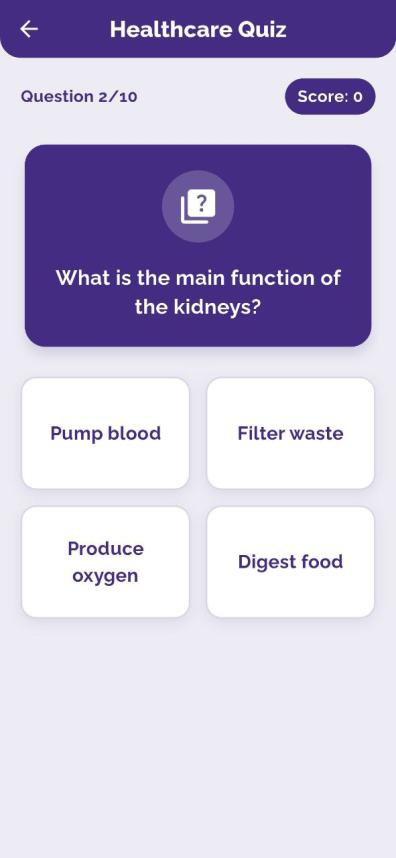 Healthcare Quiz
Question 2/10
Score: 0
?
What is the main function of
the kidneys?
Pump blood
Filter waste
Produce
oxygen
Digest food